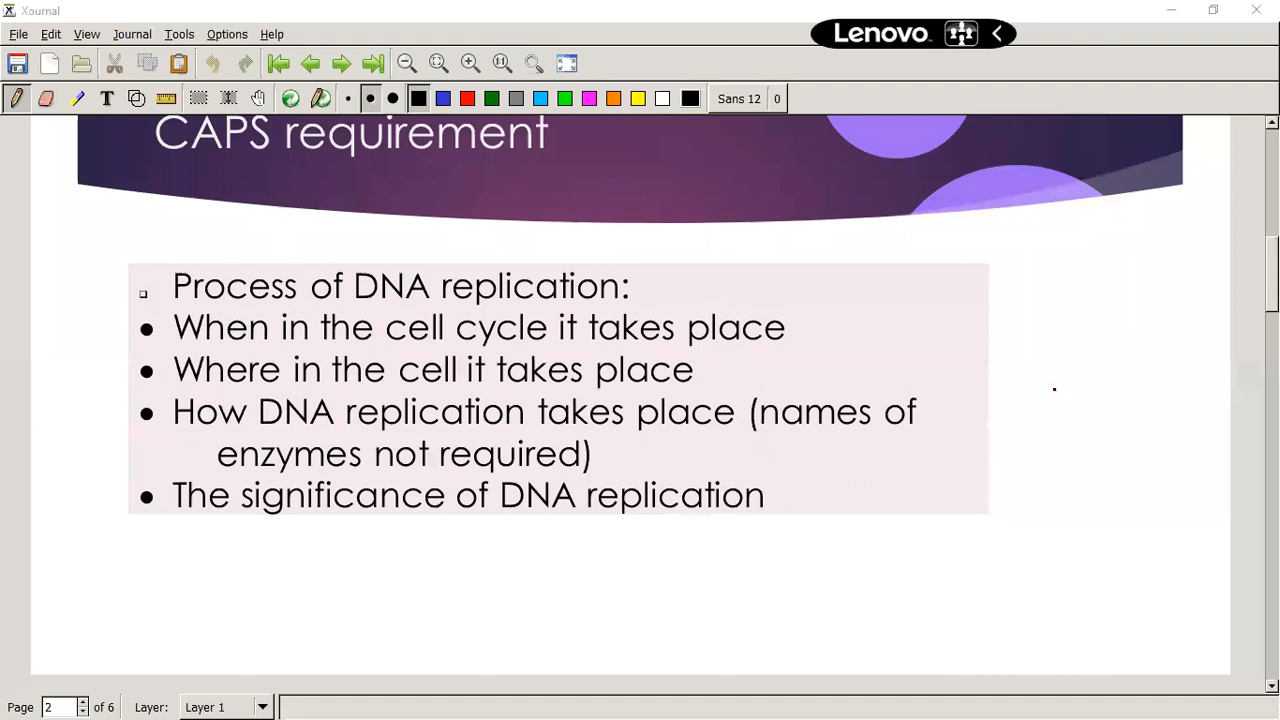 Xournal
File Edit View Journal Tools Options Help
Lenovo
Sans 12 0
CAPS requirement
Process of DNA replication:
• When in the cell cycle it takes place
• Where in the cell it takes place
• How DNA replication takes place (names of
enzymes not required)
• The significance of DNA replication
Page 2 of 6 Layer: Layer 1